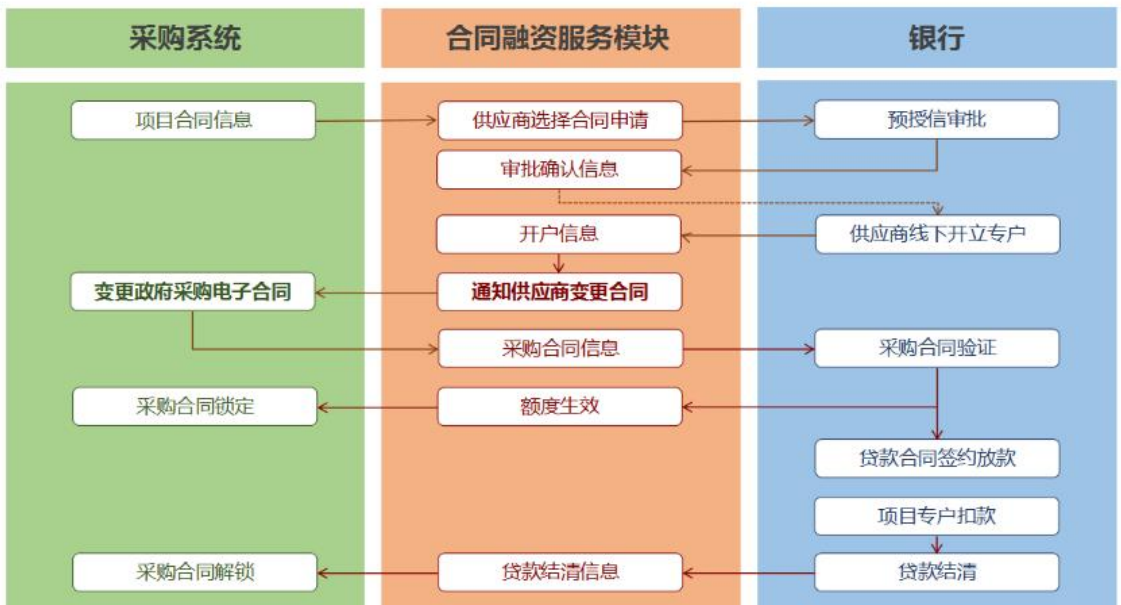 采购系统
合同融资服务模块
银行
项目合同信息
供应商选择合同申请
预授信审批
审批确认信息
开户信息
供应商线下开立专户
变更政府采购电子合同
通知供应商变更合同
采购合同信息
采购合同验证
采购合同锁定
额度生效
贷款合同签约放款
项目专户扣款
采购合同解锁
贷款结清信息
贷款结清